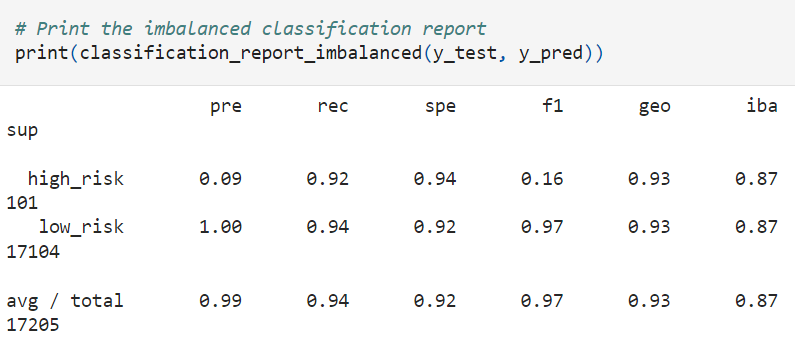 # Print the imbalanced classification report
print(classification_report_imbalanced(y_test, y_pred))
pre rec spe f1 geo iba
sup
high_risk 0.09 0.92 0.94 0.16 0.93 0.87
101
low_risk 1.00 0.94 0.92 0.97 0.93 0.87
17104
avg / total 0.99 0.94 0.92 0.97 0.93 0.87
17205